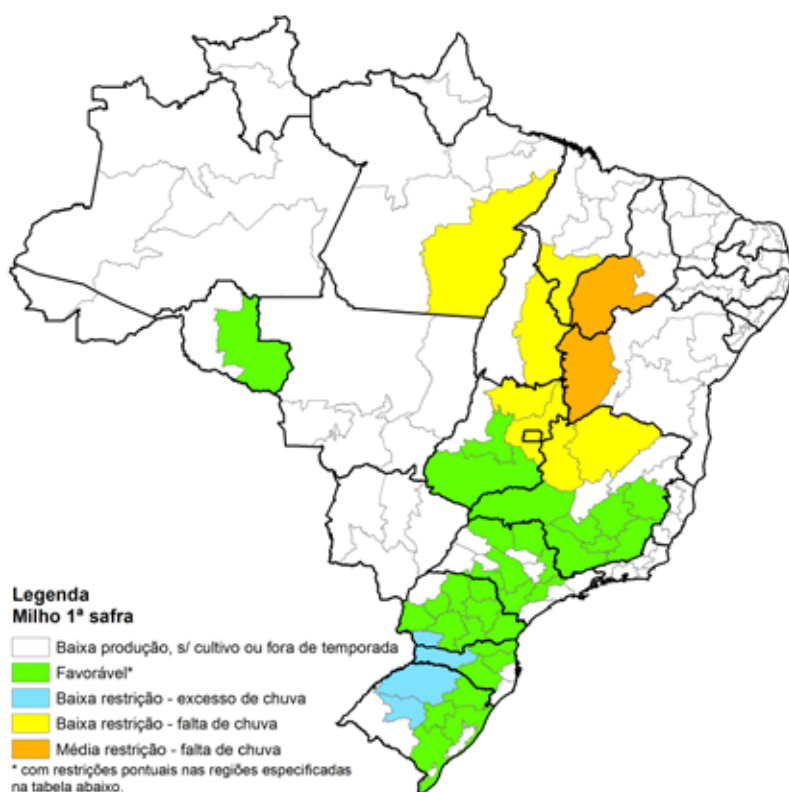 Legenda
Milho 1ª safra
Baixa produção, s/ cultivo ou fora de temporada
Favorável*
Baixa restrição - excesso de chuva
Baixa restrição - falta de chuva
Média restrição - falta de chuva
* com restrições pontuais nas regiões especificadas
na tabela abaixo.